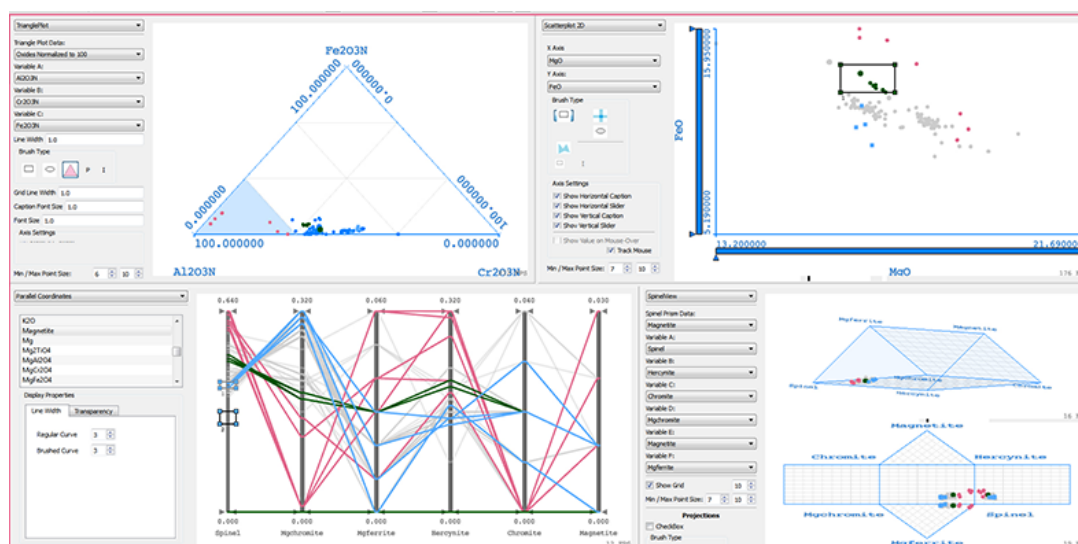 TrianglePlot
Triangle Plot Data:
Oxides Normalized to 100
Variable A:
Al2O3N
Variable B:
Cr2O3N
Variable C:
Fe2O3N
Line Width 1.0
Brush Type
P I
Grid Line Width 1.0
Caption Font Size 1.0
Font Size 1.0
Axis Settings
Min / Max Point Size: 6 10
Fe2O3N
100.000000
0.000000
0.000000
100.000000
100.000000
0.000000
Al2O3N
Cr2O3N
Scatterplot 2D
X Axis
MgO
Y Axis:
FeO
Brush Type
I
Axis Settings
Show Horizontal Caption
Show Horizontal Slider
Show Vertical Caption
Show Vertical Slider
Show Value on Mouse-Over
Track Mouse
Min / Max Point Size: 7 10
15.950000
FeO
5.190000
13.200000
21.690000
MgO
Parallel Coordinates
K2O
Magnetite
Mg
Mg2TiO4
MgAl2O4
MgCr2O4
MgFe2O4
Display Properties
Line Width Transparency
Regular Curve 3
Brushed Curve 3
0.640 0.320 0.060 0.320 0.040 0.030
0.000 0.000 0.000 0.000 0.000 0.000
Spinel Mgchromite Mgferrite Hercynite Chromite Magnetite
SpinelView
Spinel Prism Data:
Magnetite
Variable A:
Spinel
Variable B:
Hercynite
Variable C:
Chromite
Variable D:
Mgchromite
Variable E:
Magnetite
Variable F:
Mgferrite
Show Grid 10
Min / Max Point Size: 7 10
Projections
CheckBox
Brush Type
Mgferrite
Magnetite
Spinel
Mgchromite
Chromite
Hercynite
Magnetite
Chromite
Hercynite
Mgchromite
Spinel
Mgferrite